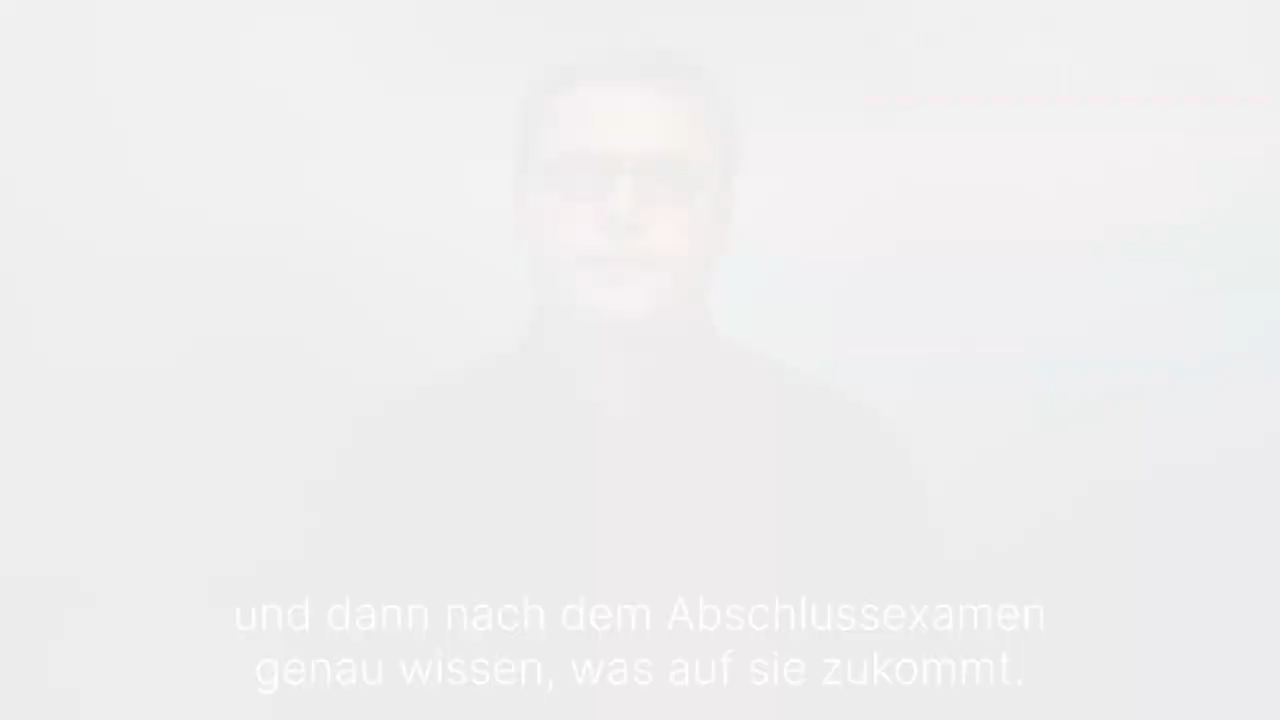 und dann nach dem Abschlussexamen
genau wissen, was auf sie zukommt.